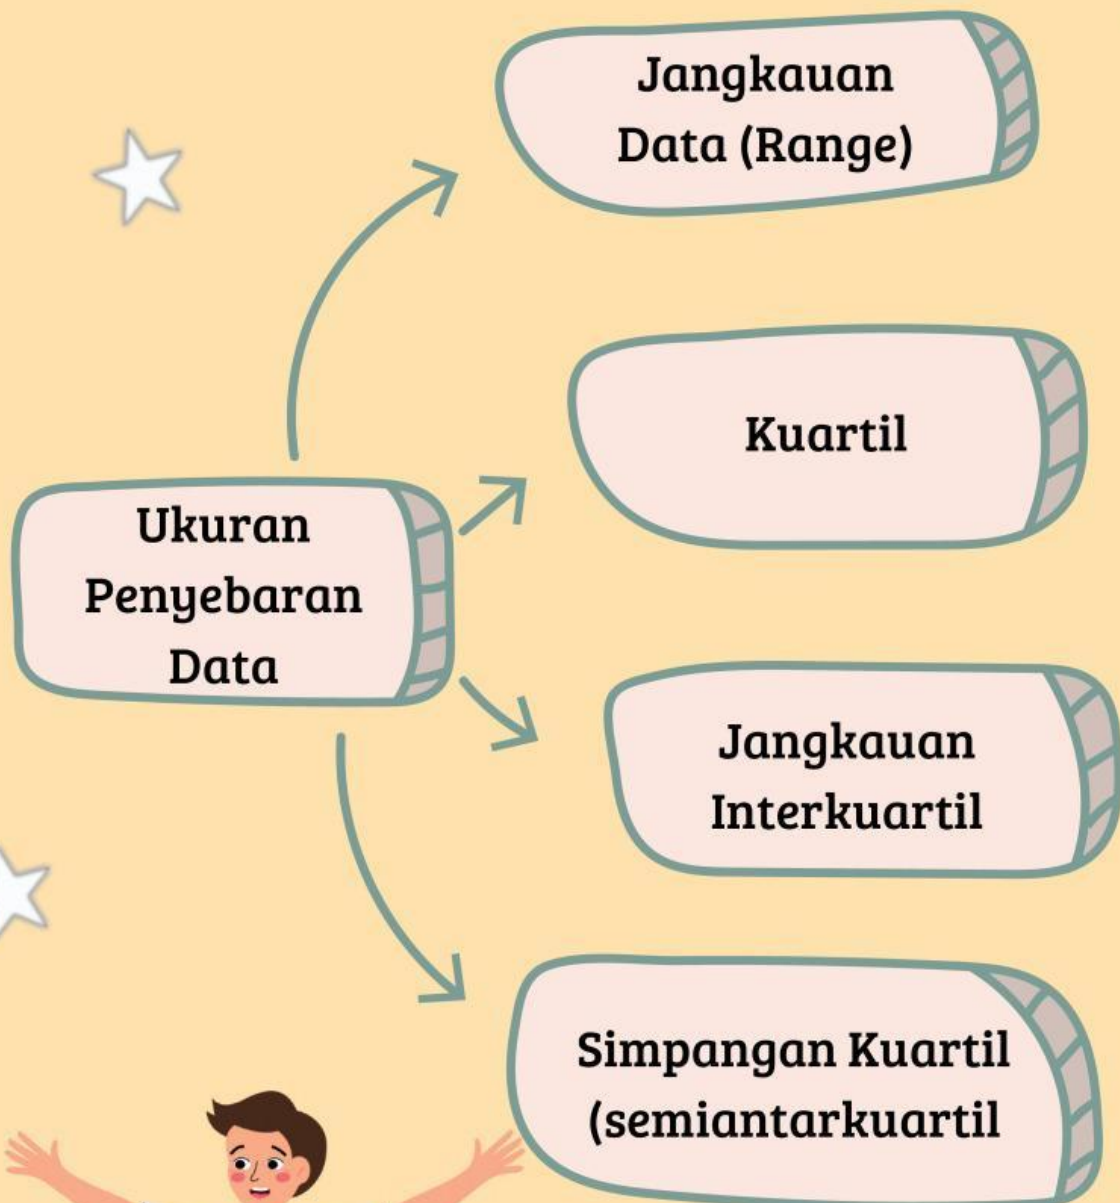 Jangkauan
Data (Range)
Kuartil
Ukuran
Penyebaran
Data
Jangkauan
Interkuartil
Simpangan Kuartil
(semiantarkuartil